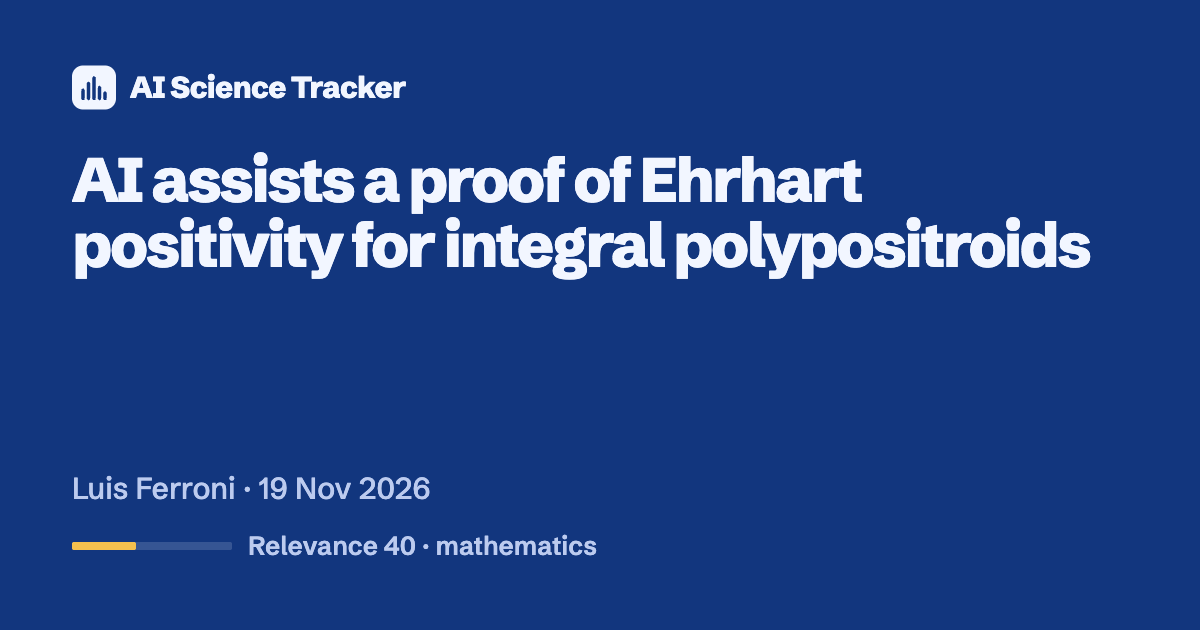 AI Science Tracker
AI assists a proof of Ehrhart
positivity for integral polypositroids
Luis Ferroni · 19 Nov 2026
Relevance 40 · mathematics